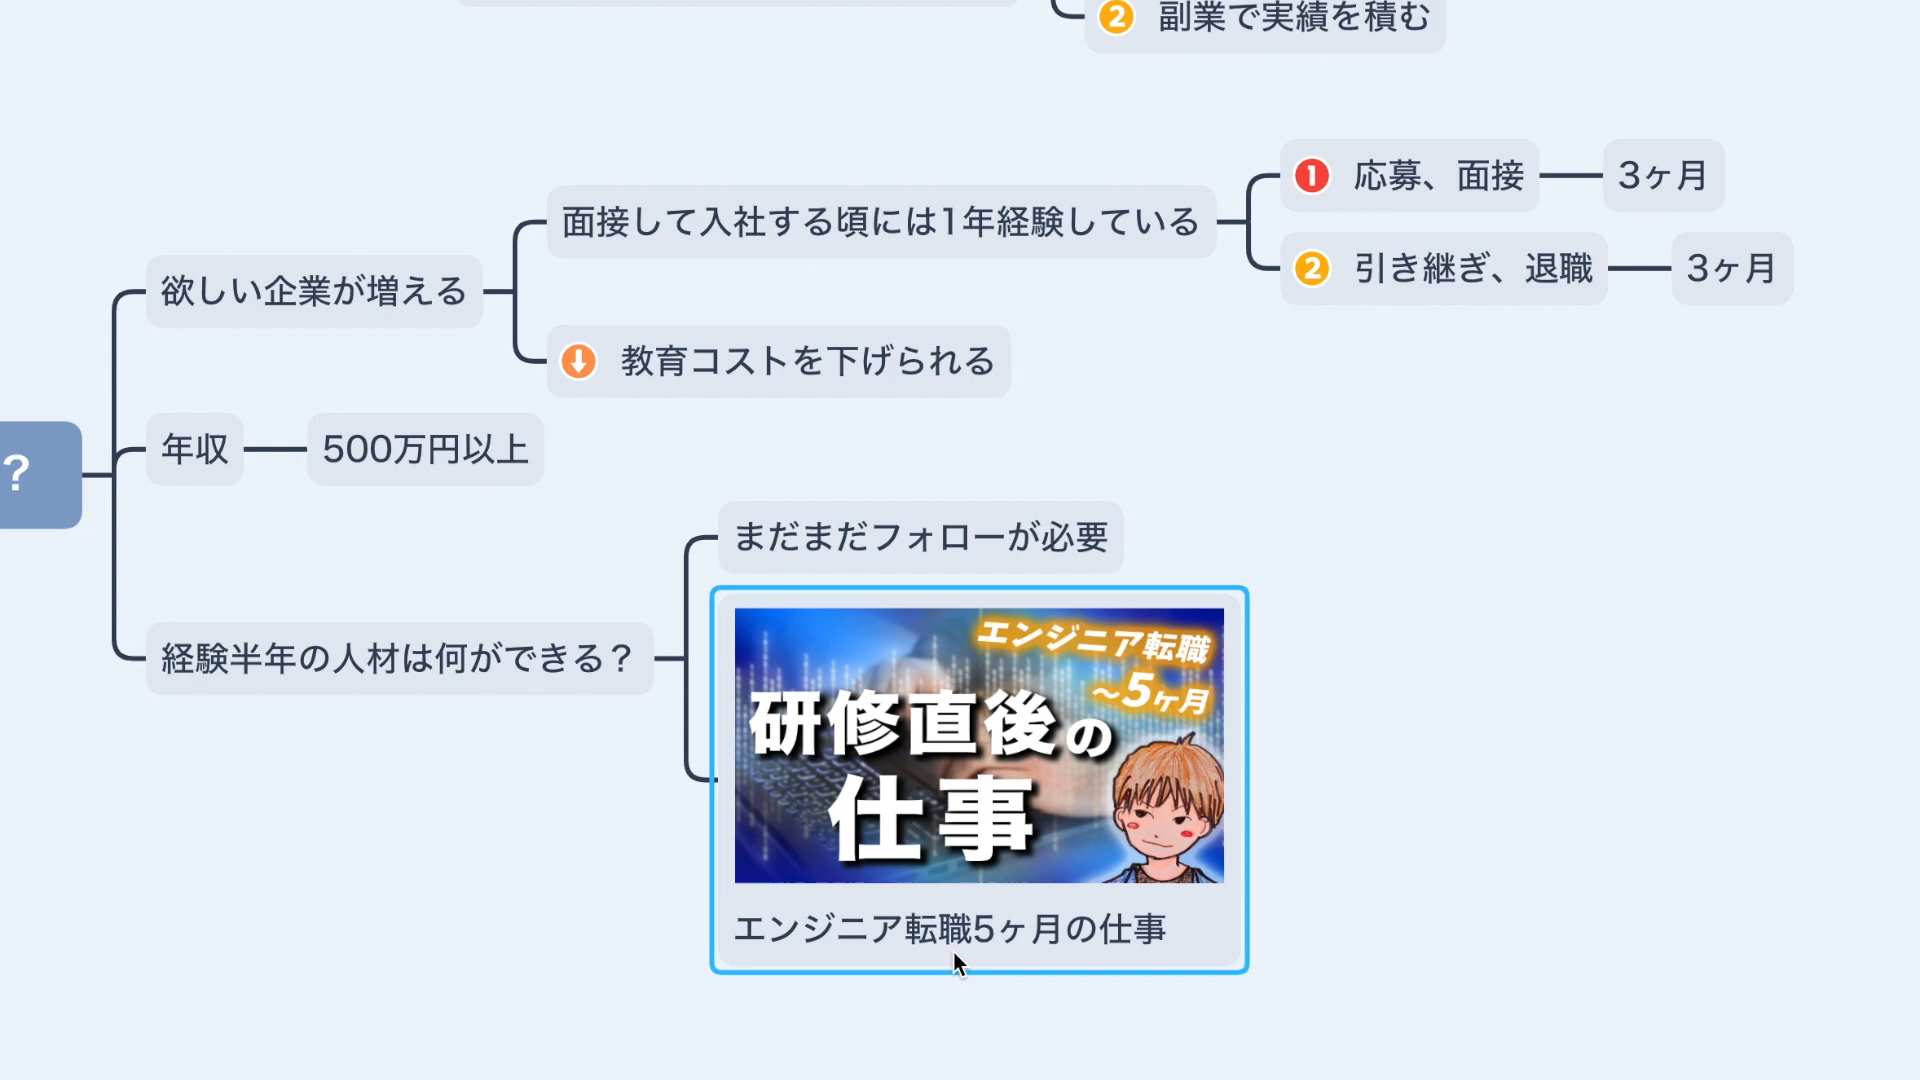 ② 副業で実績を積む
欲しい企業が増える
面接して入社する頃には1年経験している
① 応募、面接
3ヶ月
② 引き継ぎ、退職
3ヶ月
教育コストを下げられる
?
年収
500万円以上
経験半年の人材は何ができる?
まだまだフォローが必要
エンジニア転職
〜5ヶ月
研修直後の
仕事
エンジニア転職5ヶ月の仕事